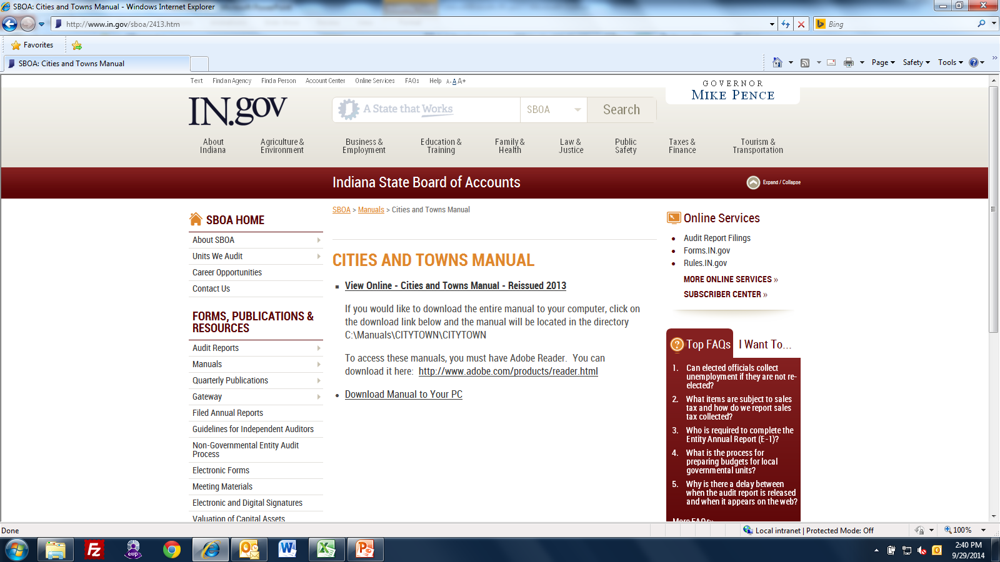 SBOA: Cities and Towns Manual - Windows Internet Explorer
http://www.in.gov/sboa/2413.htm
Bing
Favorites
SBOA: Cities and Towns Manual
Page
Safety
Tools
Text Find an Agency Find a Person Account Center Online Services FAQs Help A- A A+
GOVERNOR
MIKE PENCE
IN.gov
A State that Works
SBOA
Search
About
Indiana
Agriculture &
Environment
Business &
Employment
Education &
Training
Family &
Health
Law &
Justice
Public
Safety
Taxes &
Finance
Tourism &
Transportation
Indiana State Board of Accounts
Expand / Collapse
SBOA HOME
About SBOA
Units We Audit
Career Opportunities
Contact Us
FORMS, PUBLICATIONS &
RESOURCES
Audit Reports
Manuals
Quarterly Publications
Gateway
Filed Annual Reports
Guidelines for Independent Auditors
Non-Governmental Entity Audit
Process
Electronic Forms
Meeting Materials
Electronic and Digital Signatures
Valuation of Capital Assets
SBOA > Manuals > Cities and Towns Manual
CITIES AND TOWNS MANUAL
View Online - Cities and Towns Manual - Reissued 2013
If you would like to download the entire manual to your computer, click on
the download link below and the manual will be located in the directory
C:\Manuals\CITYTOWN\CITYTOWN
To access these manuals, you must have Adobe Reader. You can
download it here: http://www.adobe.com/products/reader.html
Download Manual to Your PC
Online Services
Audit Report Filings
Forms.IN.gov
Rules.IN.gov
MORE ONLINE SERVICES »
SUBSCRIBER CENTER »
Top FAQs
I Want To...
1. Can elected officials collect
unemployment if they are not re-
elected?
2. What items are subject to sales
tax and how do we report sales
tax collected?
3. Who is required to complete the
Entity Annual Report (E-1)?
4. What is the process for
preparing budgets for local
governmental units?
5. Why is there a delay between
when the audit report is released
and when it appears on the web?
More FAQs»
Done
Local intranet | Protected Mode: Off
100%
ewp
2:40 PM
9/29/2014